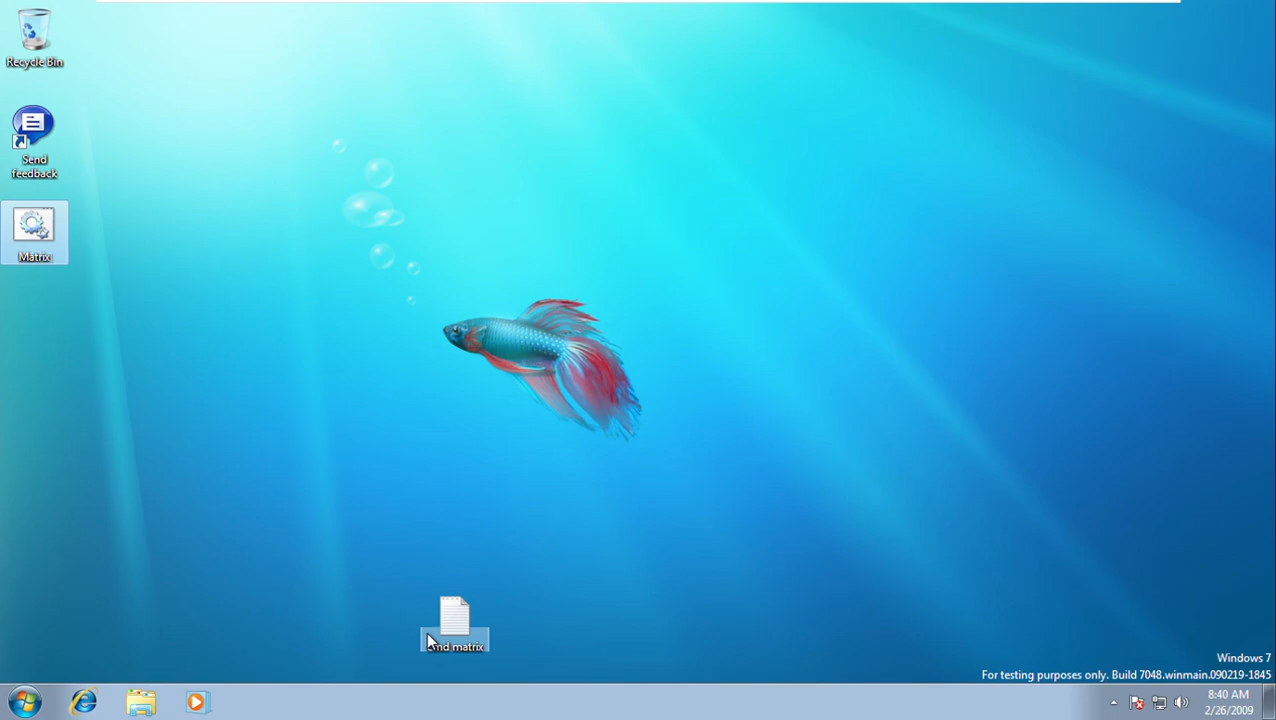 Recycle Bin
Send
feedback
Matrix
matrix
Windows 7
For testing purposes only. Build 7048.winmain.090219-1845
8:40 AM
2/26/2009